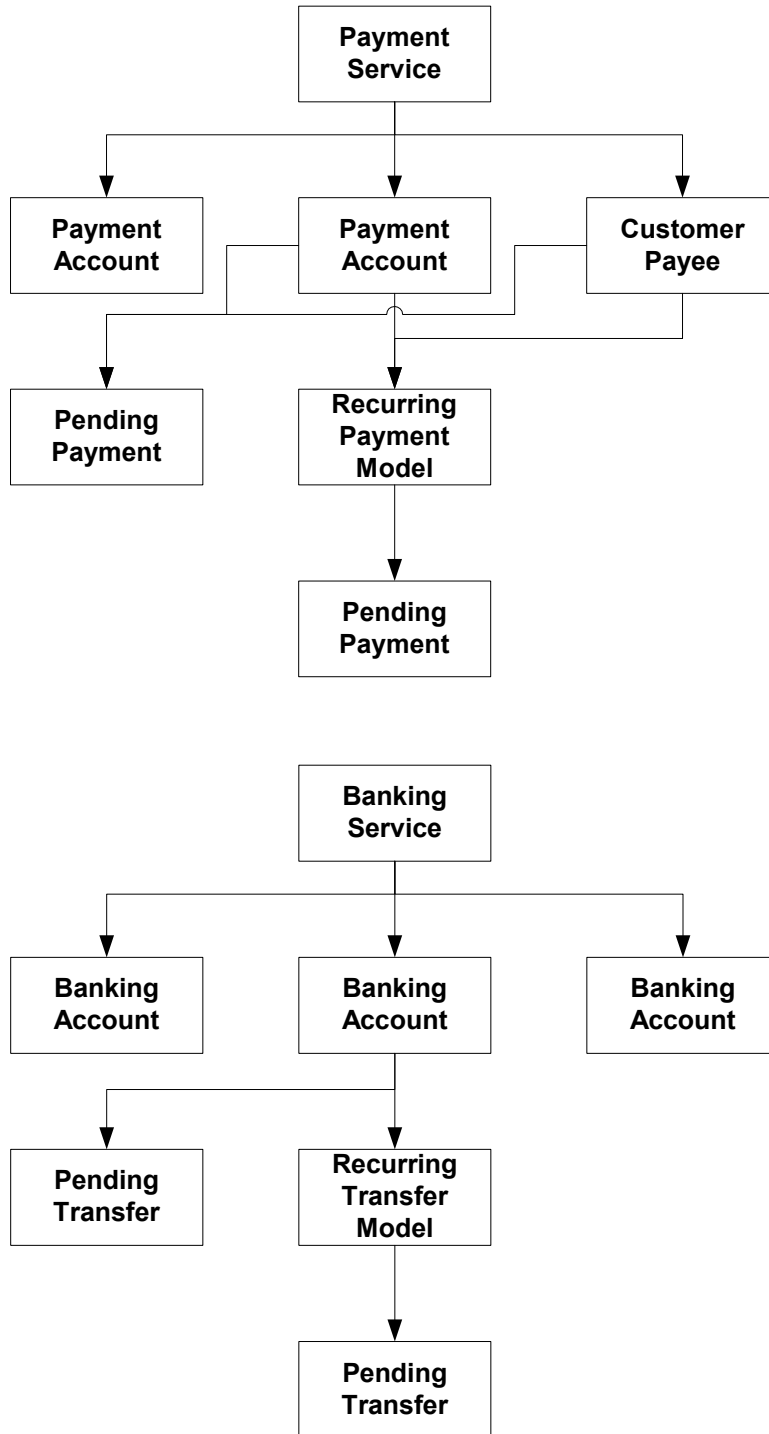 Payment
Service
Payment
Account
Payment
Account
Customer
Payee
Pending
Payment
Recurring
Payment
Model
Pending
Payment
Banking
Service
Banking
Account
Banking
Account
Banking
Account
Pending
Transfer
Recurring
Transfer
Model
Pending
Transfer